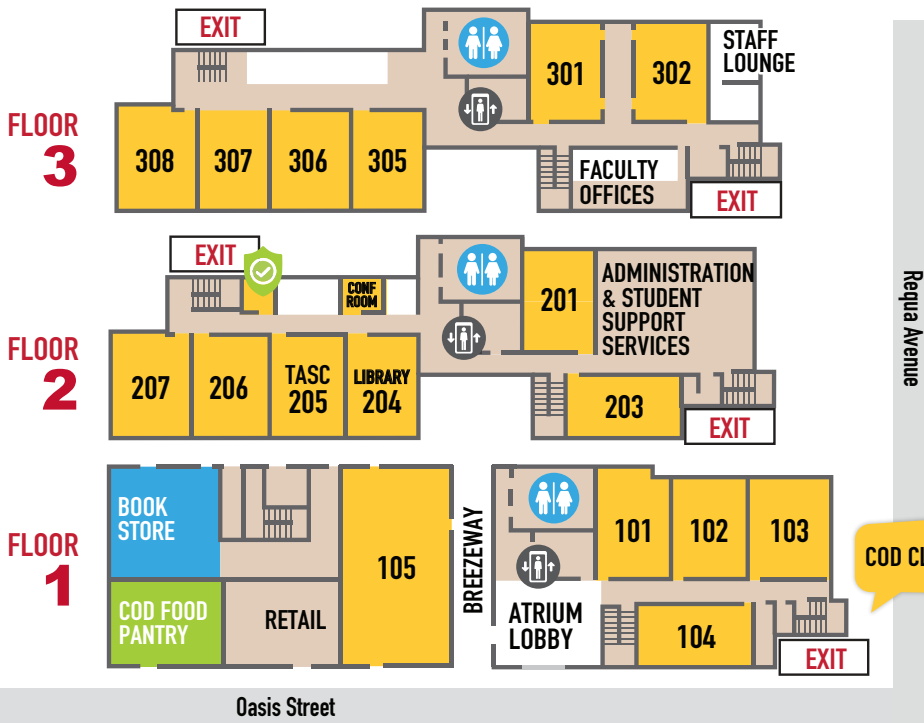 EXIT
FLOOR
3
301
302
STAFF
LOUNGE
308
307
306
305
FACULTY
OFFICES
EXIT
EXIT
FLOOR
2
CONF
ROOM
201
ADMINISTRATION
& STUDENT
SUPPORT
SERVICES
207
206
TASC
205
LIBRARY
204
203
EXIT
FLOOR
1
BOOK
STORE
COD FOOD
PANTRY
RETAIL
105
BREEZEWAY
101
102
103
ATRIUM
LOBBY
104
EXIT
COD CL
Requa Avenue
Oasis Street